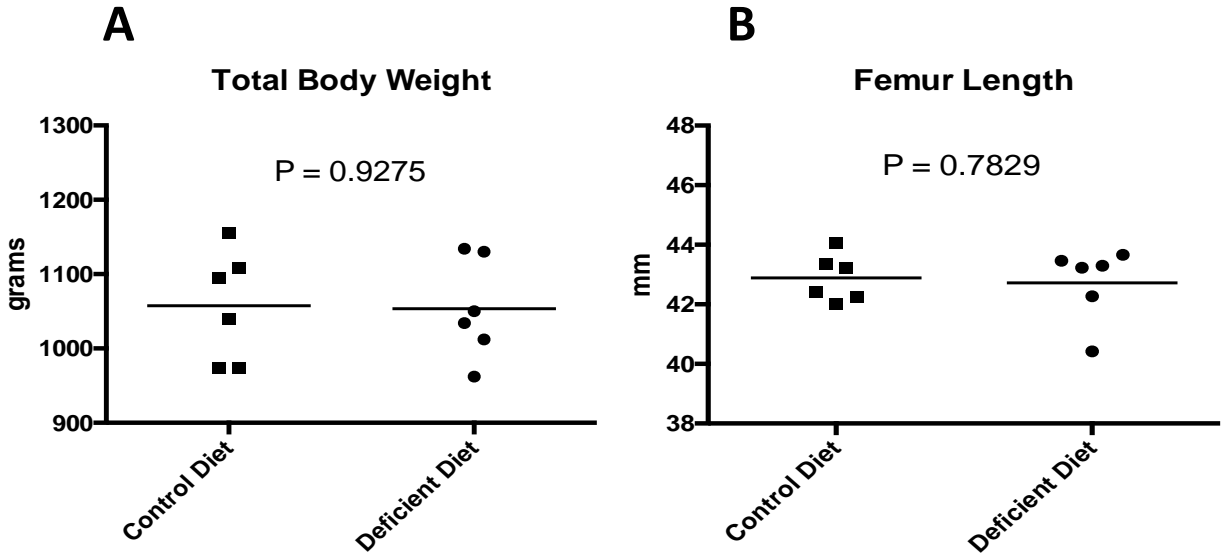 A
Total Body Weight
1300
1200
1100
1000
900
grams
P = 0.9275
Control Diet
Deficient Diet
B
Femur Length
48
46
44
42
40
38
mm
P = 0.7829
Control Diet
Deficient Diet